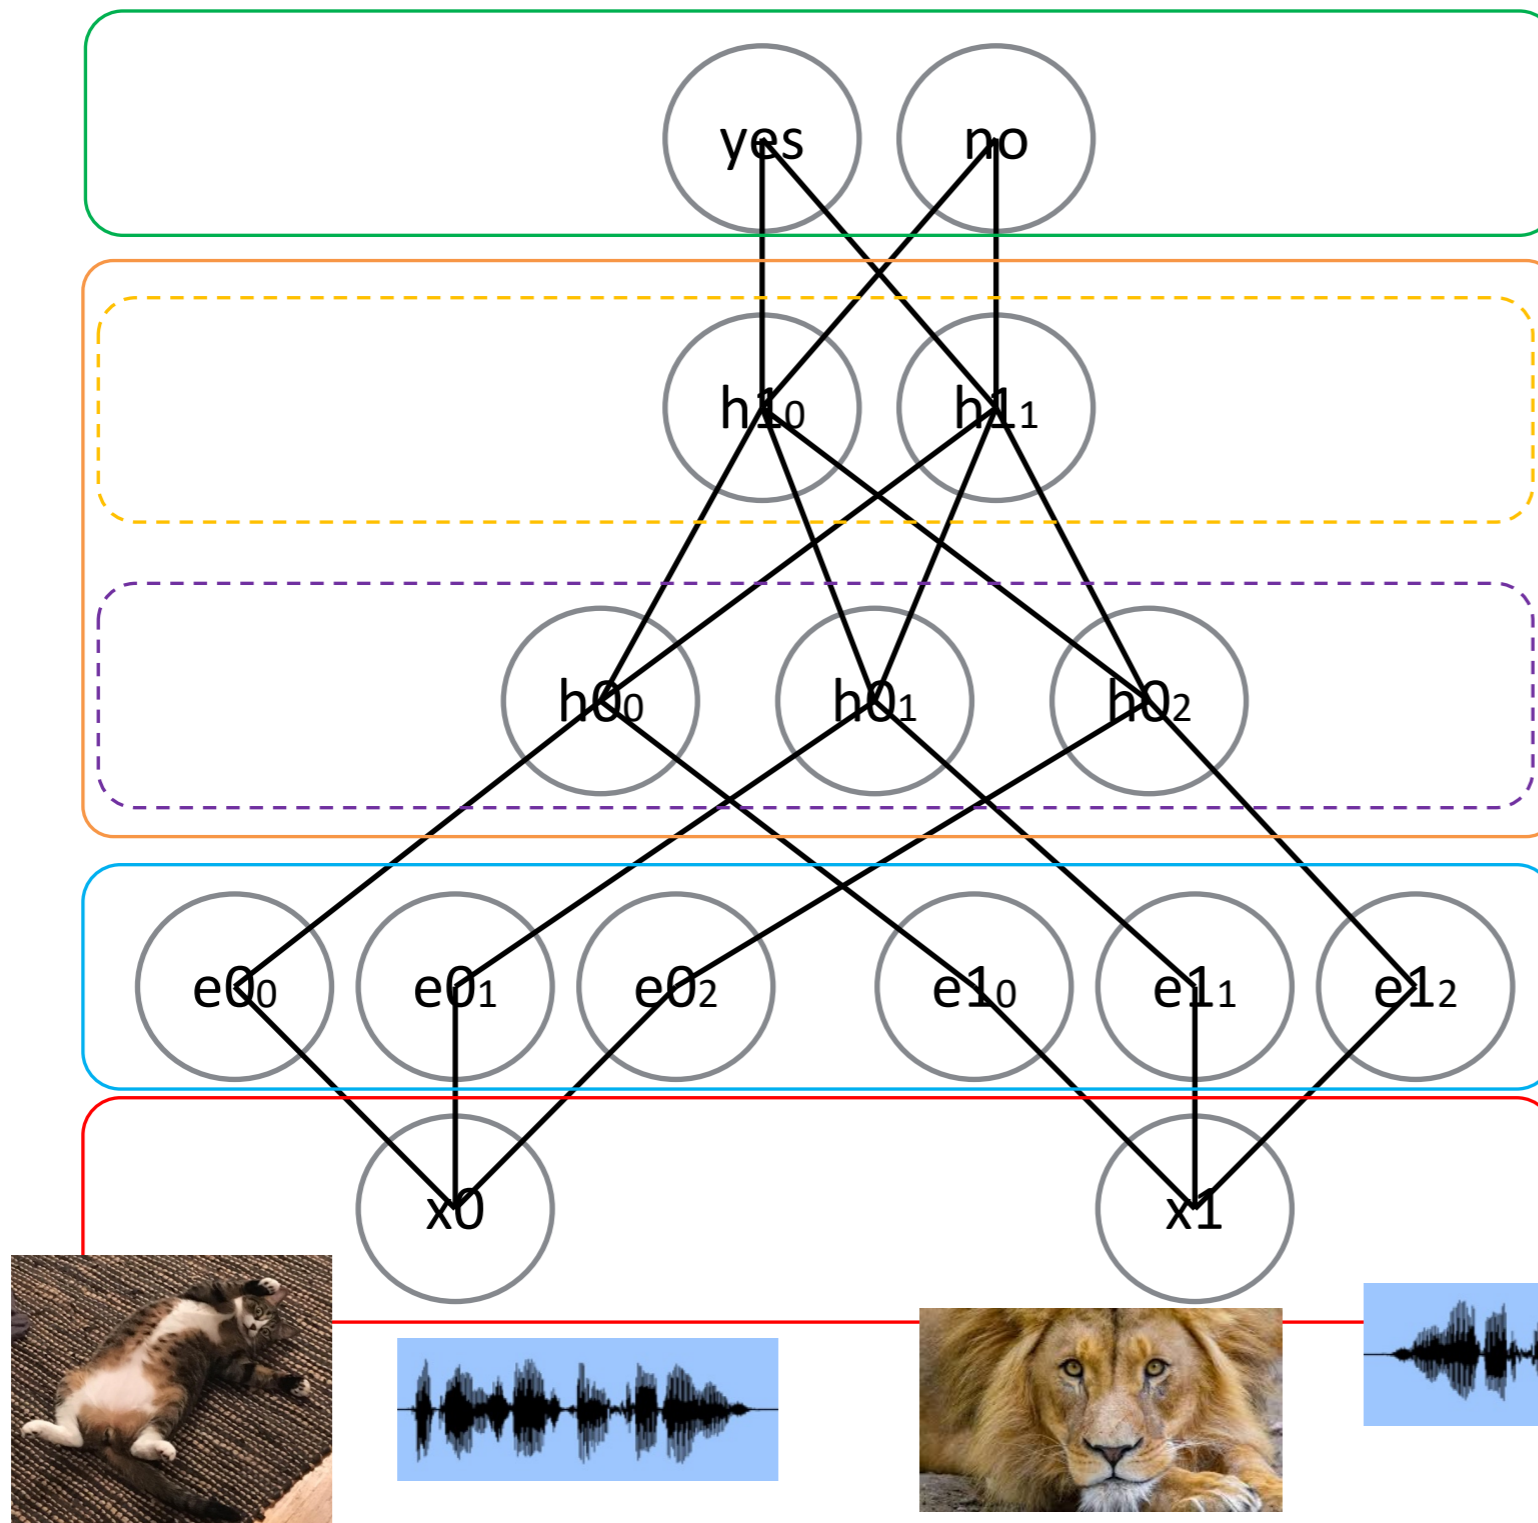 yes no
h1₀ h1₁
h0₀ h0₁ h0₂
e0₀ e0₁ e0₂ e1₀ e1₁ e1₂
x0 x1